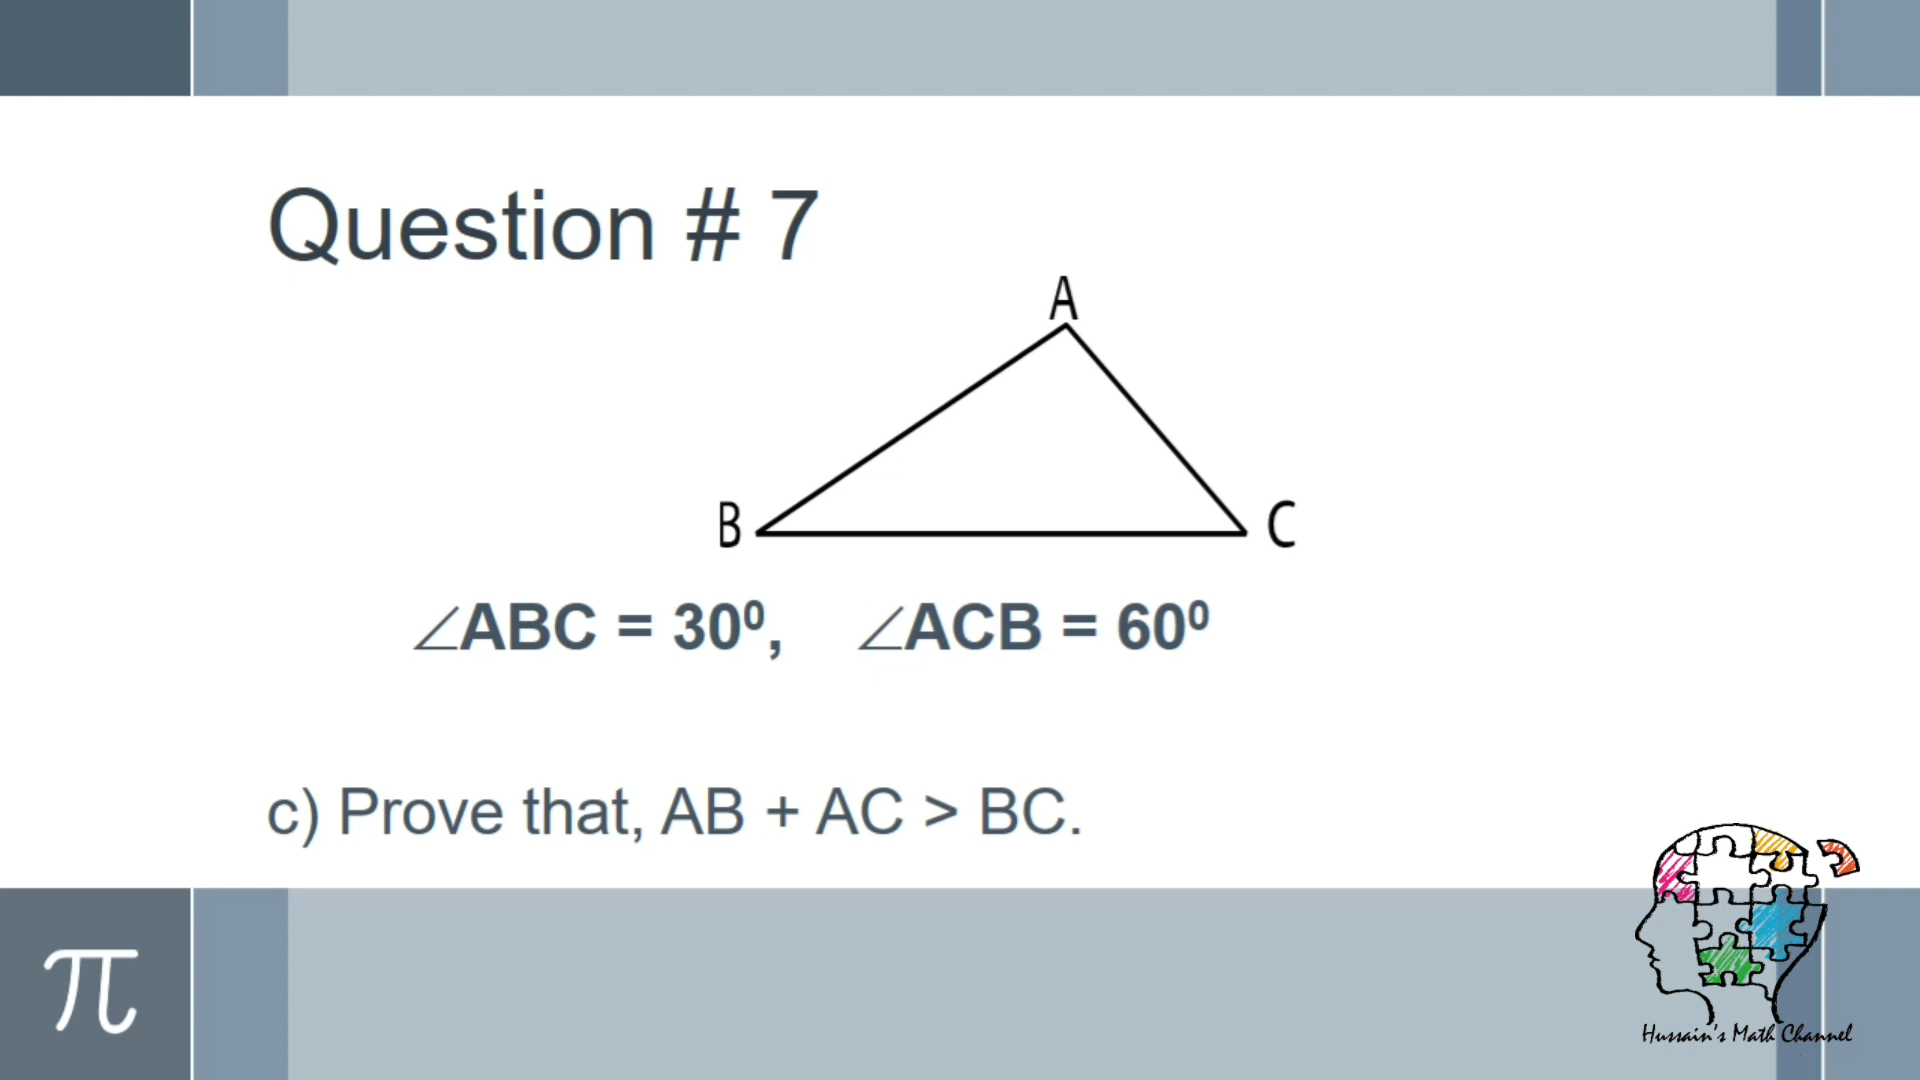 Question # 7
A
B
C
∠ABC = 30⁰, ∠ACB = 60⁰
c) Prove that, AB + AC > BC.
π
Hussain's Math Channel